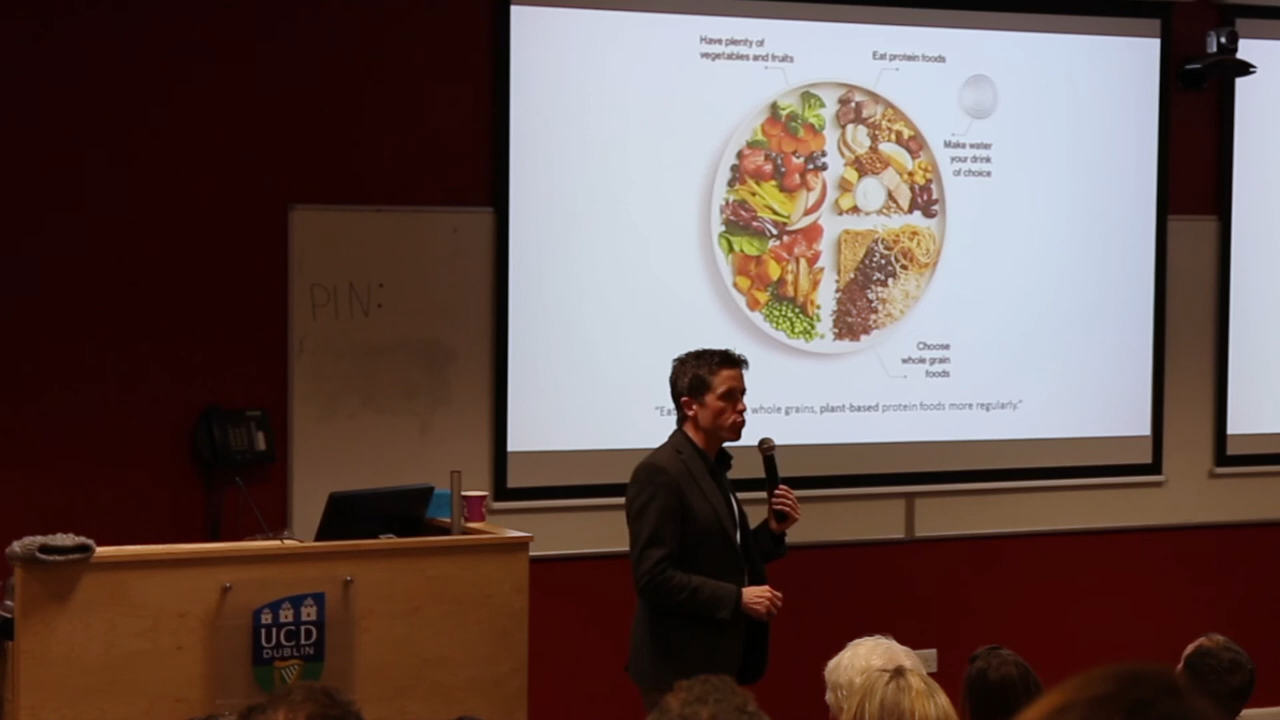 Have plenty of
vegetables and fruits
Eat protein foods
Make water
your drink
of choice
Choose
whole grain
foods
whole grains, plant-based protein foods more regularly."
PIN:
UCD
DUBLIN